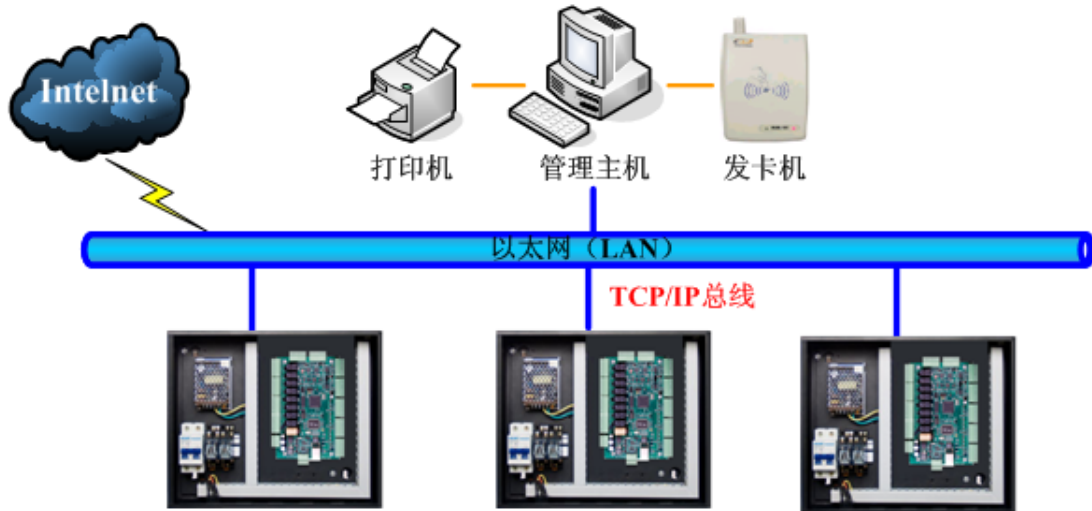 Intelnet
打印机
管理主机
发卡机
以太网（LAN）
TCP/IP总线